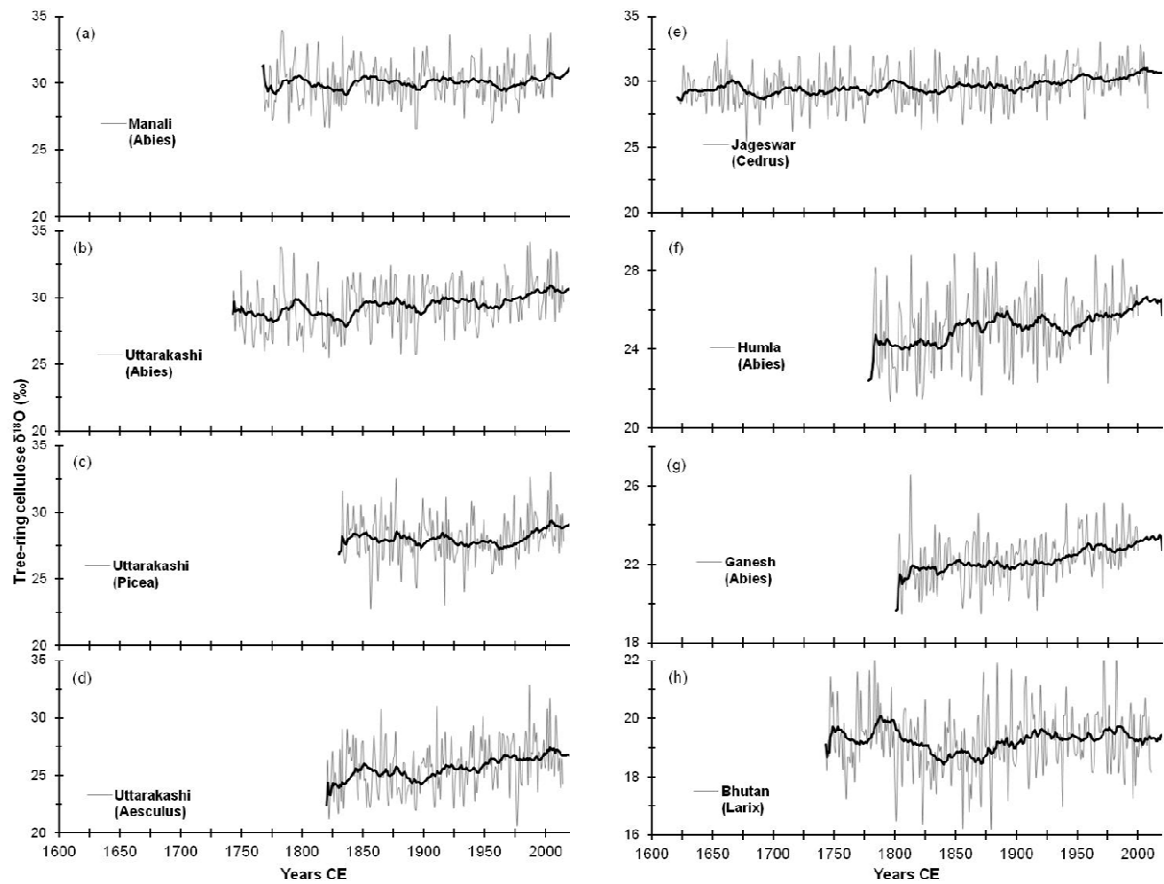 Tree-ring cellulose δ18O (‰)
(a)
35
30
25
20
Manali
(Abies)
(b)
35
30
25
20
Uttarakashi
(Abies)
(c)
35
30
25
20
Uttarakashi
(Picea)
(d)
35
30
25
20
Uttarakashi
(Aesculus)
1600 1650 1700 1750 1800 1850 1900 1950 2000
Years CE
(e)
35
30
25
20
Jageswar
(Cedrus)
(f)
28
24
20
Humla
(Abies)
(g)
26
22
18
Ganesh
(Abies)
(h)
22
20
18
16
Bhutan
(Larix)
1600 1650 1700 1750 1800 1850 1900 1950 2000
Years CE